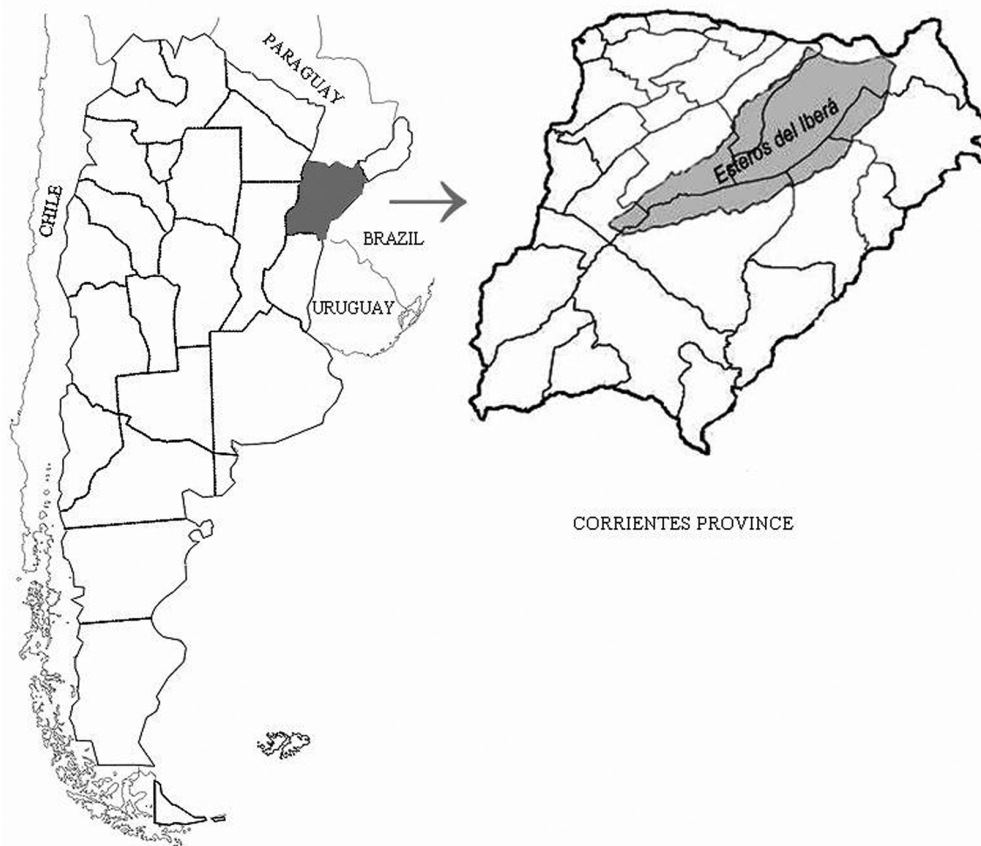 PARAGUAY
CHILE
BRAZIL
URUGUAY
Esteros del Iberá
CORRIENTES PROVINCE